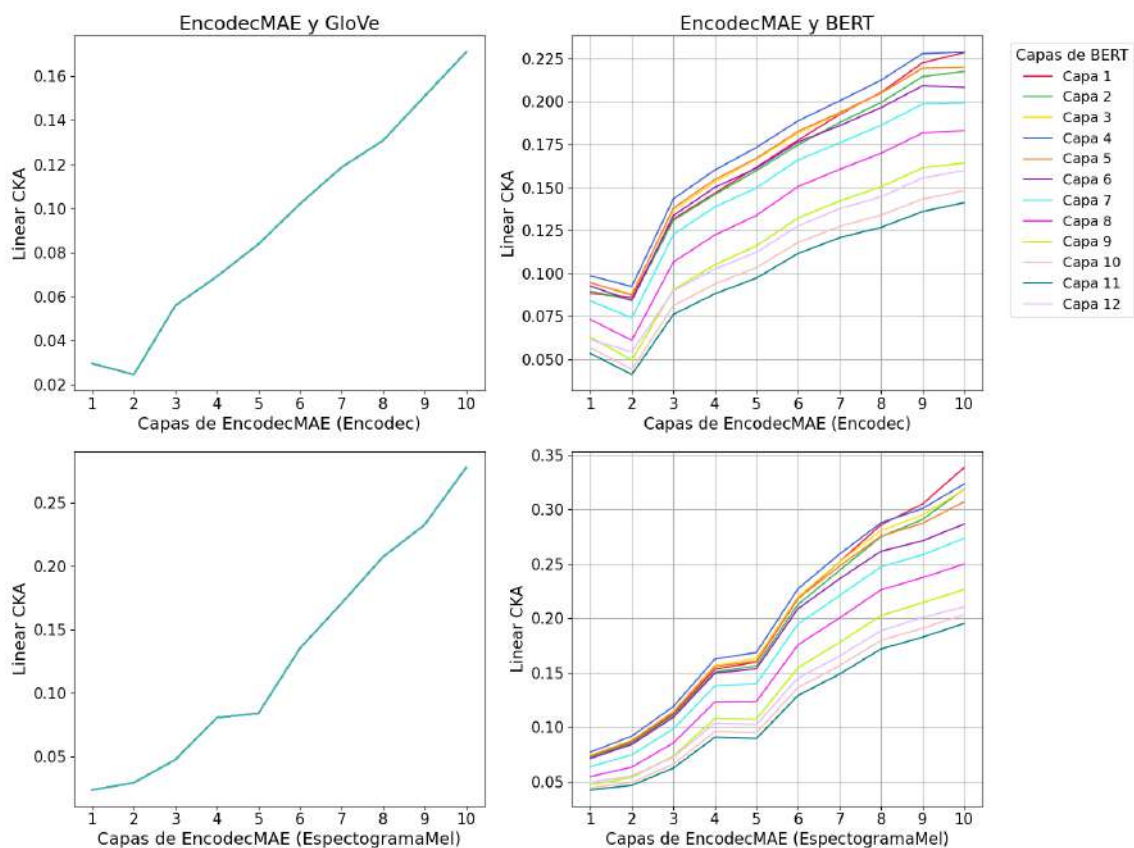 EncodecMAE y GloVe
Linear CKA
0.16
0.14
0.12
0.10
0.08
0.06
0.04
0.02
1 2 3 4 5 6 7 8 9 10
Capas de EncodecMAE (Encodec)
EncodecMAE y BERT
Linear CKA
0.225
0.200
0.175
0.150
0.125
0.100
0.075
0.050
1 2 3 4 5 6 7 8 9 10
Capas de EncodecMAE (Encodec)
Capas de BERT
Capa 1
Capa 2
Capa 3
Capa 4
Capa 5
Capa 6
Capa 7
Capa 8
Capa 9
Capa 10
Capa 11
Capa 12
Linear CKA
0.25
0.20
0.15
0.10
0.05
1 2 3 4 5 6 7 8 9 10
Capas de EncodecMAE (EspectogramaMel)
Linear CKA
0.35
0.30
0.25
0.20
0.15
0.10
0.05
1 2 3 4 5 6 7 8 9 10
Capas de EncodecMAE (EspectogramaMel)